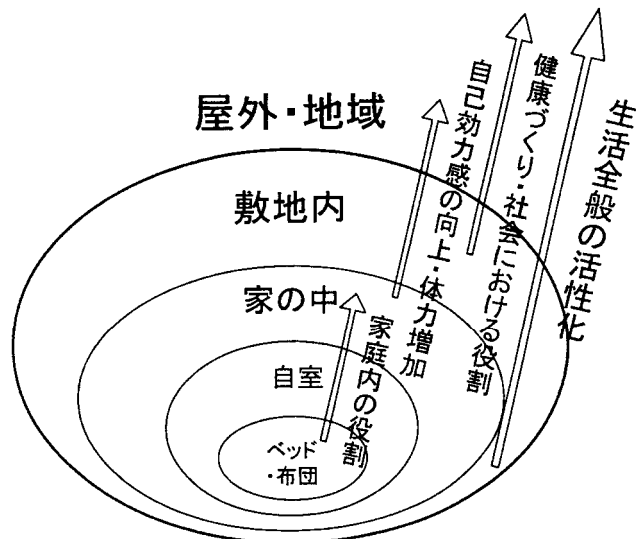 屋外・地域
敷地内
家の中
自室
ベッド
・布団
家庭内の役割
自己効力感の向上・体力増加
健康づくり・社会における役割
生活全般の活性化